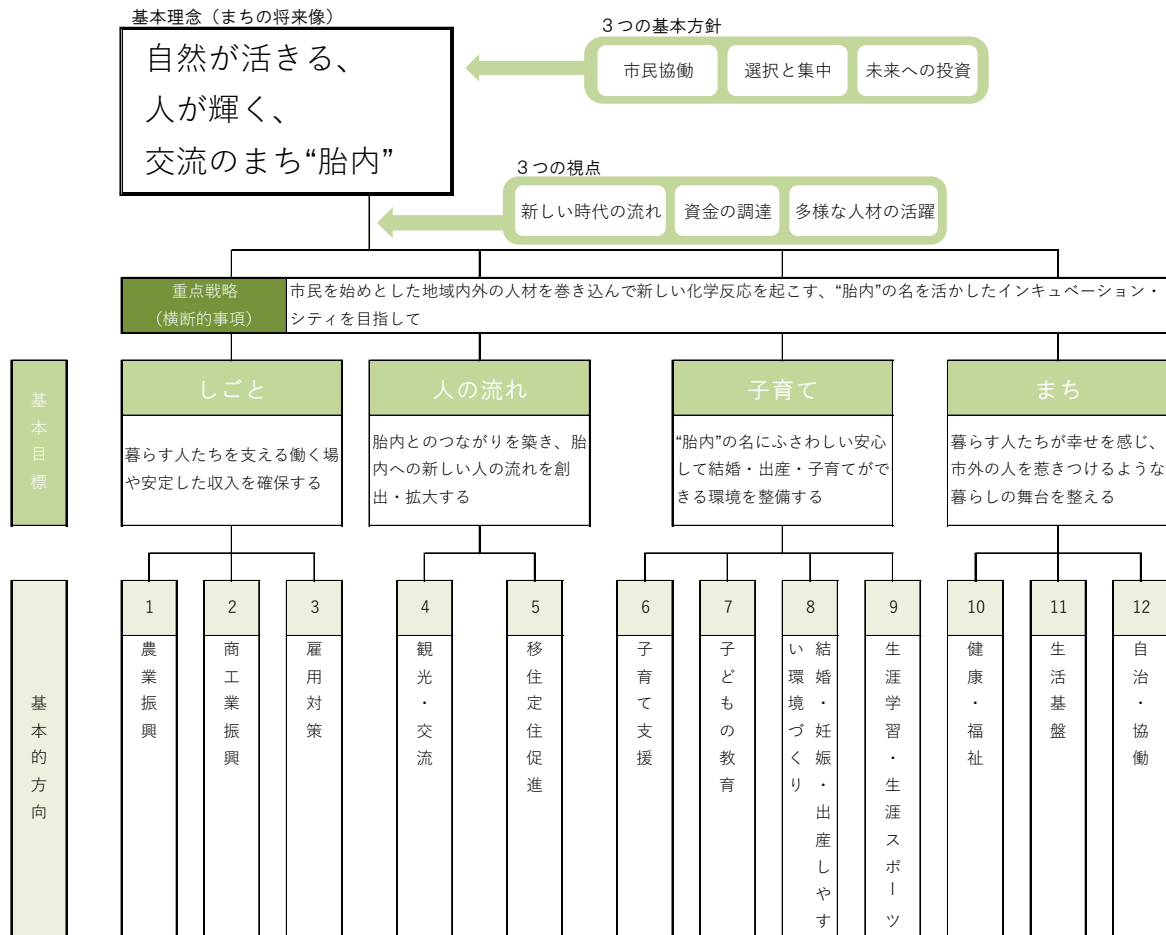 基本理念（まちの将来像）
自然が活きる、
人が輝く、
交流のまち“胎内”
３つの基本方針
市民協働
選択と集中
未来への投資
３つの視点
新しい時代の流れ
資金の調達
多様な人材の活躍
重点戦略
（横断的事項）
市民を始めとした地域内外の人材を巻き込んで新しい化学反応を起こす、“胎内”の名を活かしたインキュベーション・
シティを目指して
基本目標
しごと
暮らす人たちを支える働く場
や安定した収入を確保する
人の流れ
胎内とのつながりを築き、胎
内への新しい人の流れを創
出・拡大する
子育て
“胎内”の名にふさわしい安心
して結婚・出産・子育てがで
きる環境を整備する
まち
暮らす人たちが幸せを感じ、
市外の人を惹きつけるような
暮らしの舞台を整える
基本的方向
1
農業振興
2
商工業振興
3
雇用対策
4
観光・交流
5
移住定住促進
6
子育て支援
7
子どもの教育
8
結婚・妊娠・出産しやす
い環境づくり
9
生涯学習・生涯スポーツ
10
健康・福祉
11
生活基盤
12
自治・協働